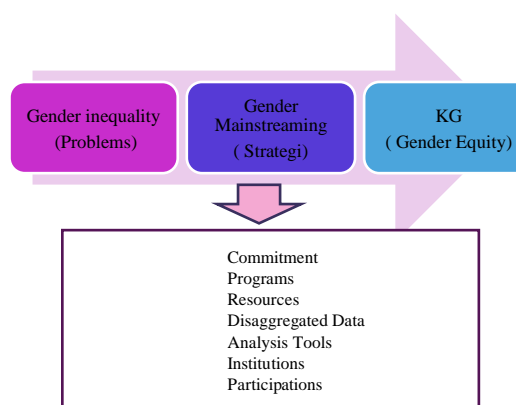 Gender inequality
(Problems)
Gender
Mainstreaming
( Strategi)
KG
( Gender Equity)
Commitment
Programs
Resources
Disaggregated Data
Analysis Tools
Institutions
Participations